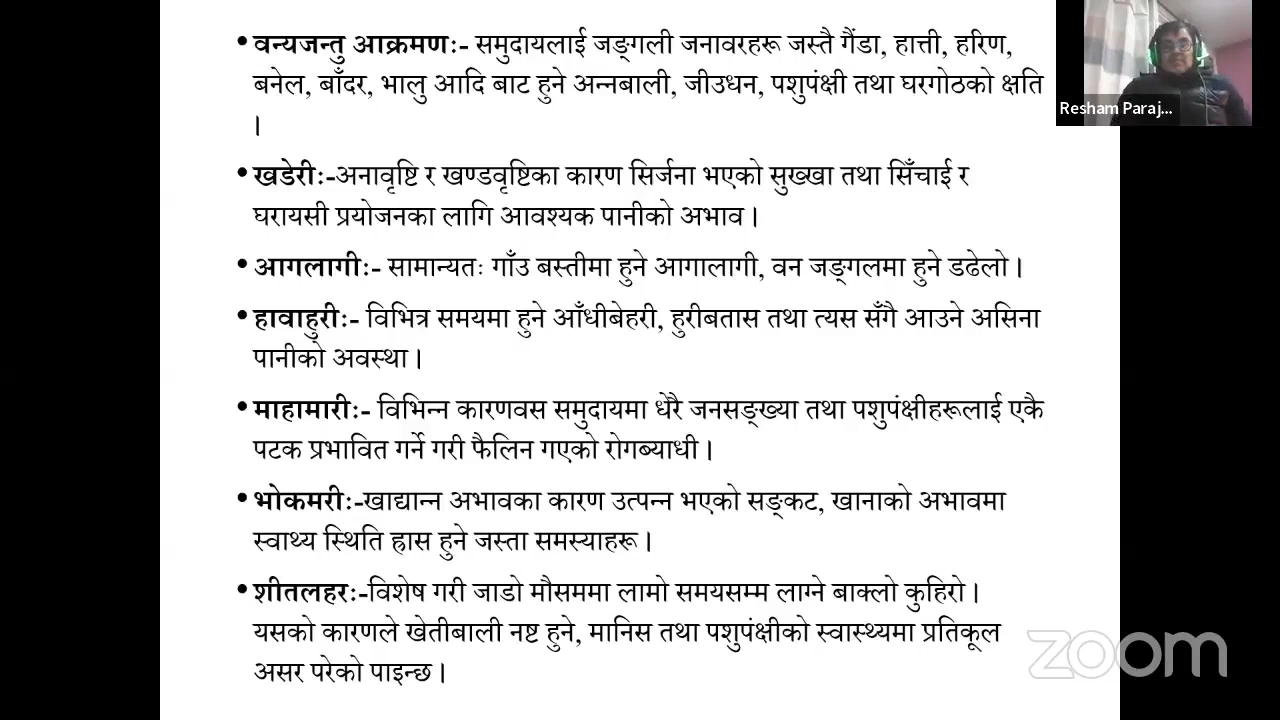 • वन्यजन्तु आक्रमणः- समुदायलाई जङ्गली जनावरहरू जस्तै गैंडा, हात्ती, हरिण,
बनेल, बाँदर, भालु आदि बाट हुने अन्नबाली, जीउधन, पशुपंक्षी तथा घरगोठको क्षति
।
• खडेरीः-अनावृष्टि र खण्डवृष्टिका कारण सिर्जना भएको सुख्खा तथा सिँचाई र
घरायसी प्रयोजनका लागि आवश्यक पानीको अभाव।
• आगलागीः- सामान्यतः गाँउ बस्तीमा हुने आगालागी, वन जङ्गलमा हुने डढेलो।
• हावाहुरीः- विभित्र समयमा हुने आँधीबेहरी, हुरीबतास तथा त्यस सँगै आउने असिना
पानीको अवस्था।
• माहामारीः- विभिन्न कारणवस समुदायमा धेरै जनसङ्ख्या तथा पशुपंक्षीहरूलाई एकै
पटक प्रभावित गर्ने गरी फैलिन गएको रोगब्याधी।
• भोकमरीः-खाद्यान्न अभावका कारण उत्पन्न भएको सङ्कट, खानाको अभावमा
स्वाथ्य स्थिति ह्रास हुने जस्ता समस्याहरू।
• शीतलहरः-विशेष गरी जाडो मौसममा लामो समयसम्म लाग्ने बाक्लो कुहिरो।
यसको कारणले खेतीबाली नष्ट हुने, मानिस तथा पशुपंक्षीको स्वास्थ्यमा प्रतिकूल
असर परेको पाइन्छ।
Resham Paraj...
zoom